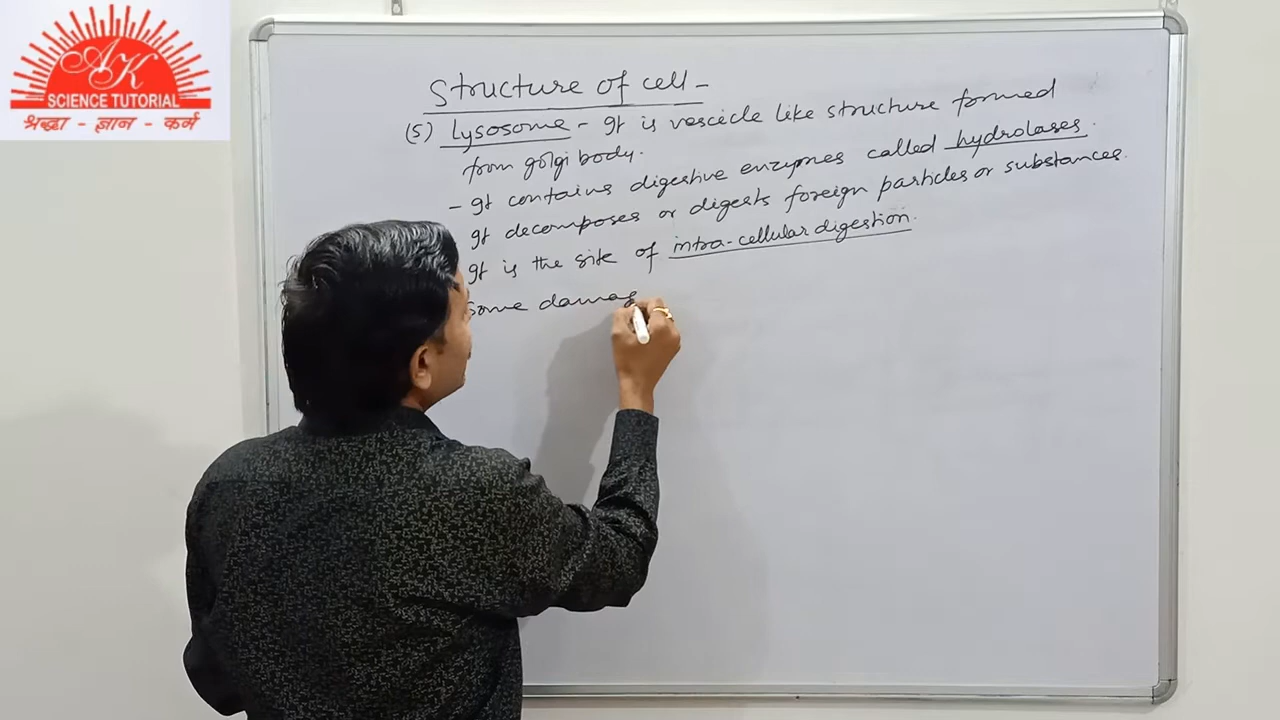 AK
SCIENCE TUTORIAL
श्रद्धा - ज्ञान - कर्म
Structure of cell -
(5) Lysosome - It is vescicle like structure formed
from golgi body.
- It contains digestive enzymes called hydrolases.
It decomposes or digests foreign particles or substances.
It is the site of intra-cellular digestion.
Some damag